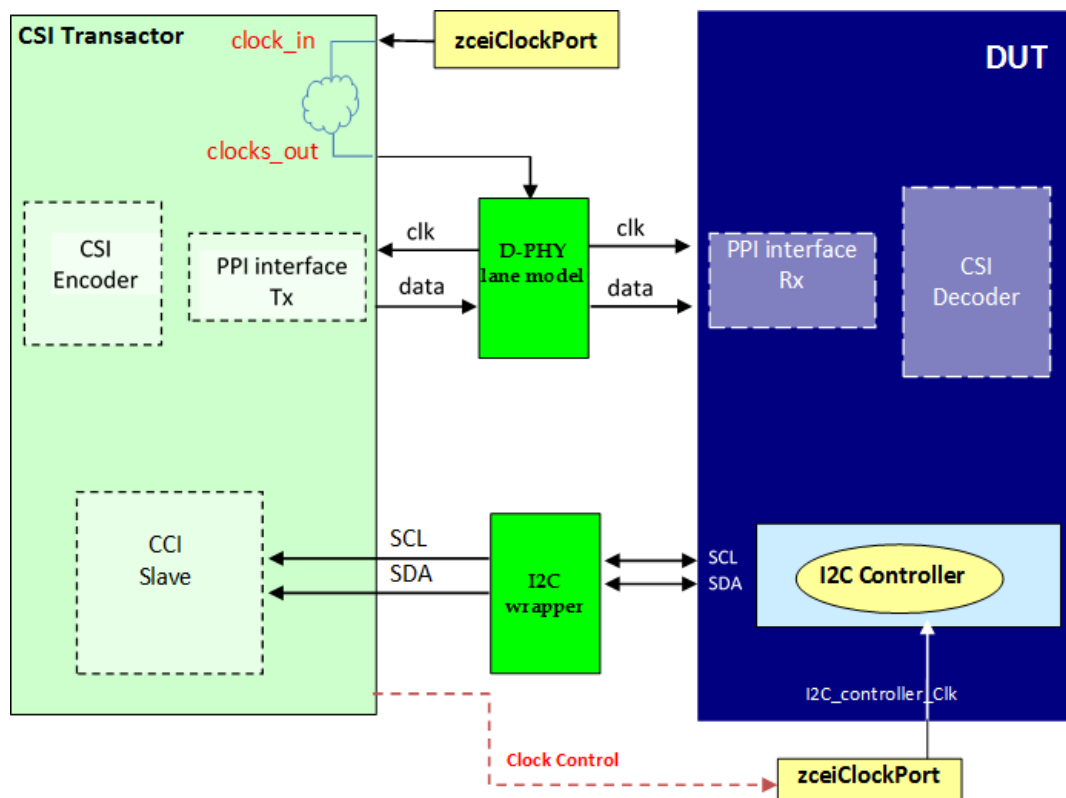 CSI Transactor
clock_in
zceiClockPort
DUT
clocks_out
clk
clk
CSI
Encoder
PPI interface
Tx
D-PHY
lane model
PPI interface
Rx
CSI
Decoder
data
data
CCI
Slave
SCL
SDA
I2C
wrapper
SCL
SDA
I2C Controller
I2C_controller_Clk
Clock Control
zceiClockPort